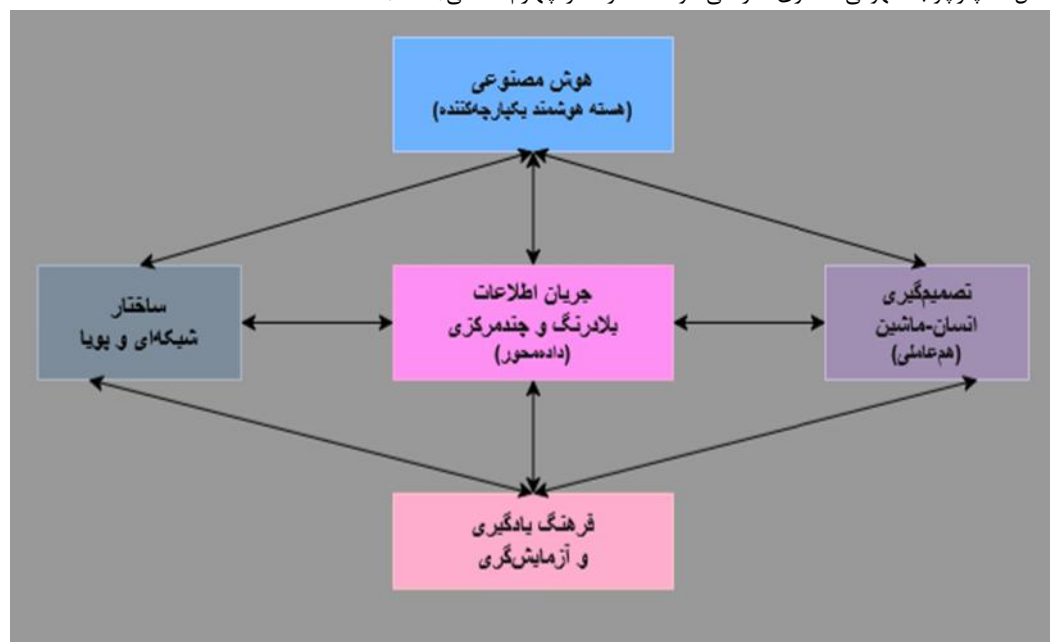 هوش مصنوعی
(هسته هوشمند یکپارچه‌کننده)
ساختار
شبکه‌ای و پویا
جریان اطلاعات
بلادرنگ و چندمرکزی
(داده‌محور)
تصمیم‌گیری
انسان-ماشین
(هم‌عاملی)
فرهنگ یادگیری
و آزمایش‌گری